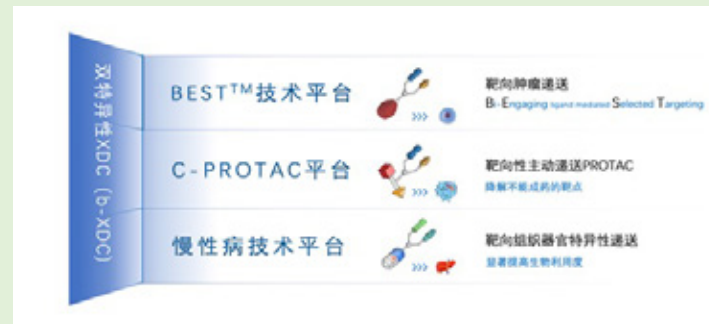 双特异性XDC（b-XDC）
BEST™技术平台
靶向肿瘤递送
Bi-Engaging ligand mediated Selected Targeting
C-PROTAC平台
靶向性主动递送PROTAC
降解不能成药的靶点
慢性病技术平台
靶向组织器官特异性递送
显著提高生物利用度